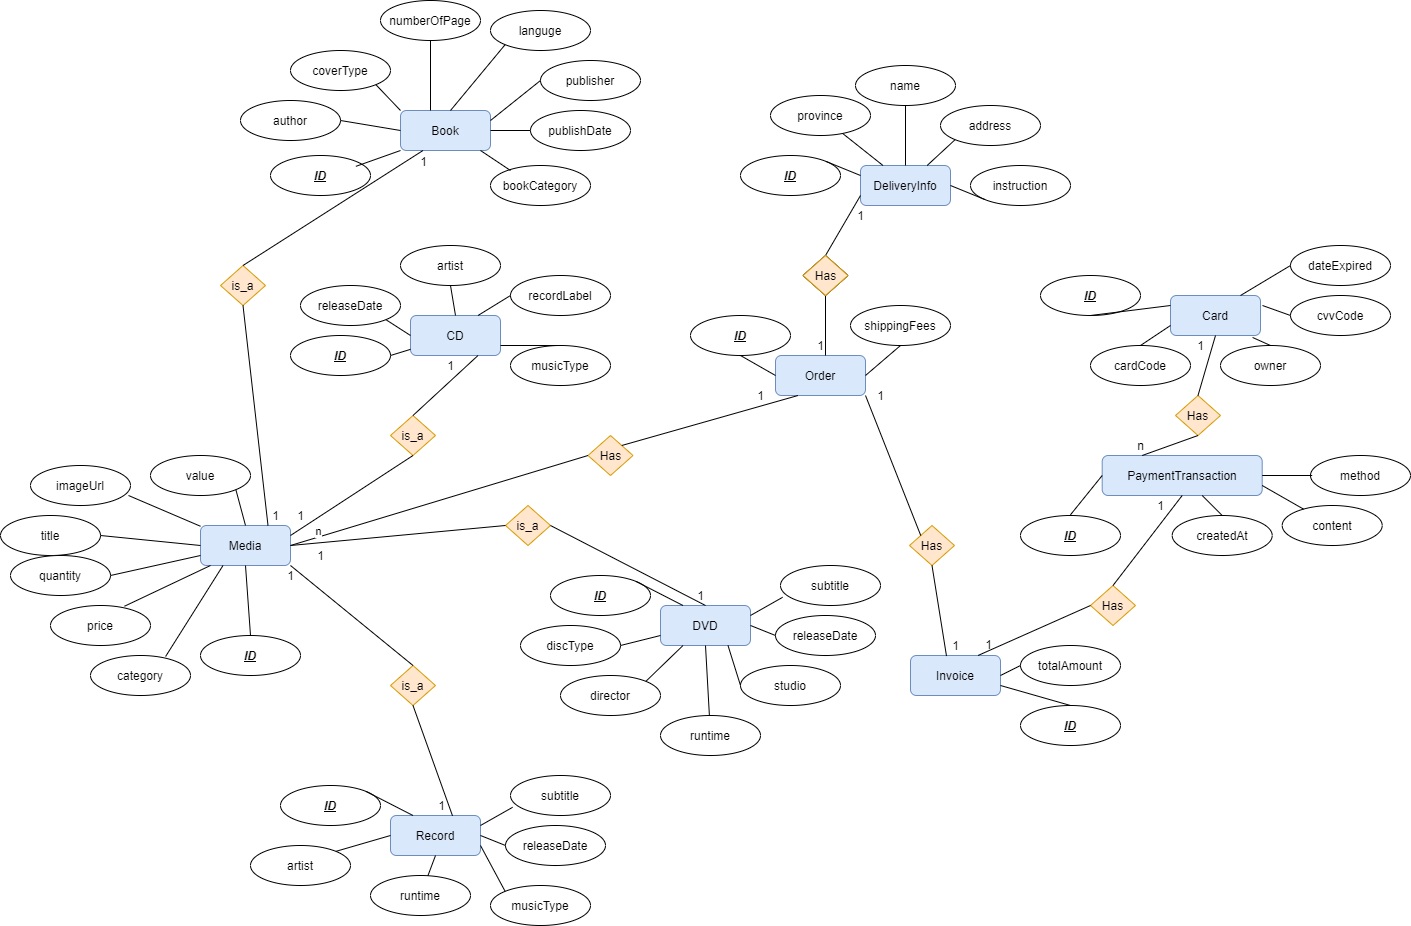 numberOfPage
languge
coverType
publisher
author
Book
publishDate
ID
1
bookCategory
is_a
name
province
address
ID
DeliveryInfo
instruction
1
Has
artist
releaseDate
recordLabel
CD
ID
1
musicType
is_a
ID
shippingFees
1
Order
1
1
Has
dateExpired
ID
Card
cvvCode
1
cardCode
owner
Has
n
PaymentTransaction
method
1
ID
createdAt
content
Has
value
imageUrl
1
1
title
Media
n
1
quantity
1
price
category
ID
is_a
Has
1
1
totalAmount
Invoice
ID
ID
1
subtitle
DVD
releaseDate
discType
director
studio
runtime
is_a
1
ID
subtitle
Record
releaseDate
artist
runtime
musicType